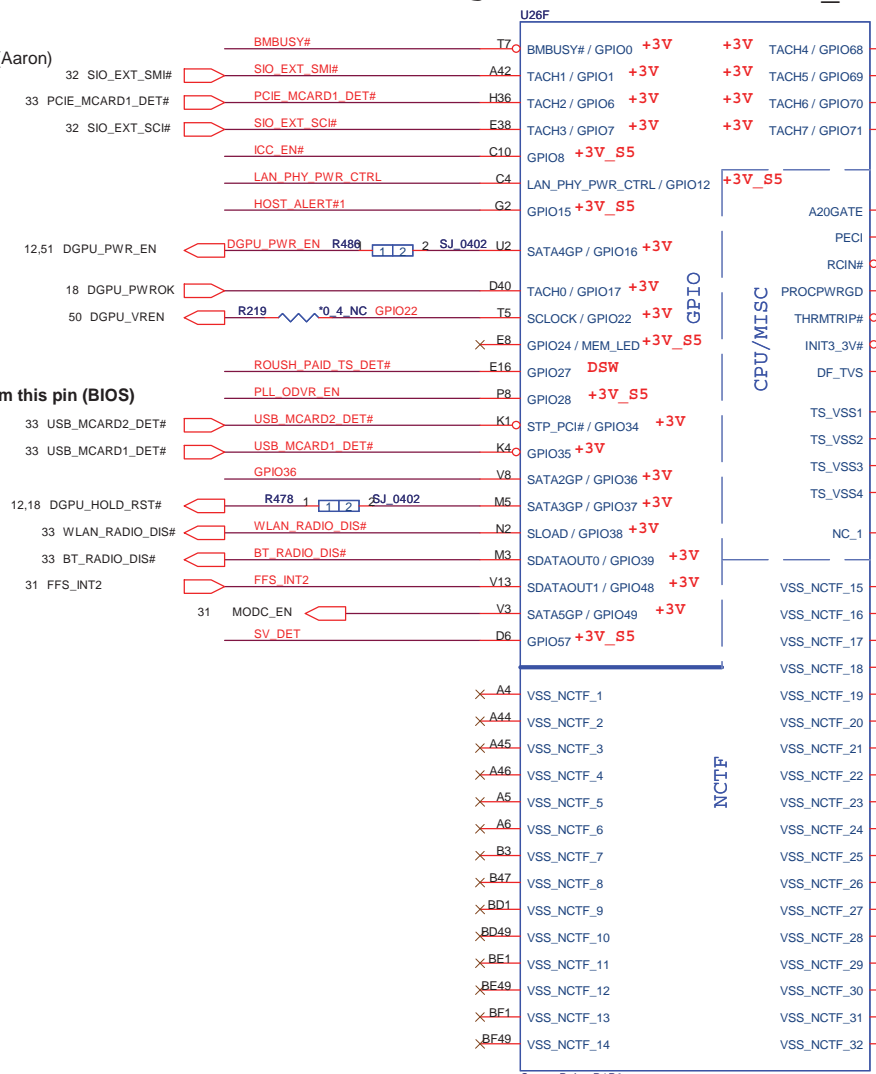 U26F
BMBUSY# T7 BMBUSY# / GPIO0 +3V +3V TACH4 / GPIO68
Aaron)
32 SIO_EXT_SMI# SIO_EXT_SMI# A42 TACH1 / GPIO1 +3V +3V TACH5 / GPIO69
33 PCIE_MCARD1_DET# PCIE_MCARD1_DET# H36 TACH2 / GPIO6 +3V +3V TACH6 / GPIO70
32 SIO_EXT_SCI# SIO_EXT_SCI# E38 TACH3 / GPIO7 +3V +3V TACH7 / GPIO71
ICC_EN# C10 GPIO8 +3V_S5
LAN_PHY_PWR_CTRL C4 LAN_PHY_PWR_CTRL / GPIO12 +3V_S5
HOST_ALERT#1 G2 GPIO15 +3V_S5 A20GATE
PECI
12,51 DGPU_PWR_EN DGPU_PWR_EN R486 1 2 2 SJ_0402 U2 SATA4GP / GPIO16 +3V
RCIN#
18 DGPU_PWROK D40 TACH0 / GPIO17 +3V GPIO CPU/MISC PROCPWRGD
50 DGPU_VREN R219 *0_4_NC GPIO22 T5 SCLOCK / GPIO22 +3V THRMTRIP#
E8 GPIO24 / MEM_LED +3V_S5 INIT3_3V#
ROUSH_PAID_TS_DET# E16 GPIO27 DSW DF_TVS
m this pin (BIOS)
PLL_ODVR_EN P8 GPIO28 +3V_S5
TS_VSS1
33 USB_MCARD2_DET# USB_MCARD2_DET# K1 STP_PCI# / GPIO34 +3V
TS_VSS2
33 USB_MCARD1_DET# USB_MCARD1_DET# K4 GPIO35 +3V
TS_VSS3
GPIO36 V8 SATA2GP / GPIO36 +3V
TS_VSS4
12,18 DGPU_HOLD_RST# R478 1 1 2 2 SJ_0402 M5 SATA3GP / GPIO37 +3V
33 WLAN_RADIO_DIS# WLAN_RADIO_DIS# N2 SLOAD / GPIO38 +3V NC_1
33 BT_RADIO_DIS# BT_RADIO_DIS# M3 SDATAOUT0 / GPIO39 +3V
31 FFS_INT2 FFS_INT2 V13 SDATAOUT1 / GPIO48 +3V VSS_NCTF_15
31 MODC_EN V3 SATA5GP / GPIO49 +3V VSS_NCTF_16
SV_DET D6 GPIO57 +3V_S5 VSS_NCTF_17
VSS_NCTF_18
A4 VSS_NCTF_1 VSS_NCTF_19
A44 VSS_NCTF_2 VSS_NCTF_20
A45 VSS_NCTF_3 VSS_NCTF_21
A46 VSS_NCTF_4 NCTF VSS_NCTF_22
A5 VSS_NCTF_5 VSS_NCTF_23
A6 VSS_NCTF_6 VSS_NCTF_24
B3 VSS_NCTF_7 VSS_NCTF_25
B47 VSS_NCTF_8 VSS_NCTF_26
BD1 VSS_NCTF_9 VSS_NCTF_27
BD49 VSS_NCTF_10 VSS_NCTF_28
BE1 VSS_NCTF_11 VSS_NCTF_29
BE49 VSS_NCTF_12 VSS_NCTF_30
BF1 VSS_NCTF_13 VSS_NCTF_31
BF49 VSS_NCTF_14 VSS_NCTF_32